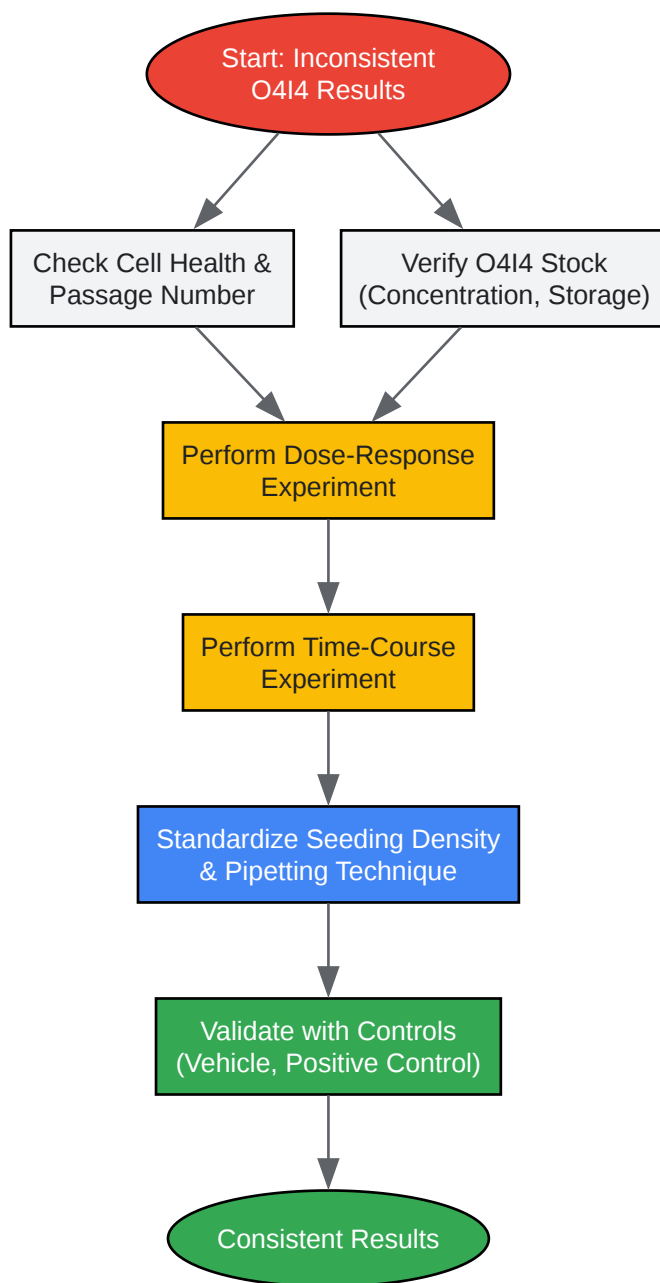 Start: Inconsistent
O4I4 Results
Check Cell Health &
Passage Number
Verify O4I4 Stock
(Concentration, Storage)
Perform Dose-Response
Experiment
Perform Time-Course
Experiment
Standardize Seeding Density
& Pipetting Technique
Validate with Controls
(Vehicle, Positive Control)
Consistent Results